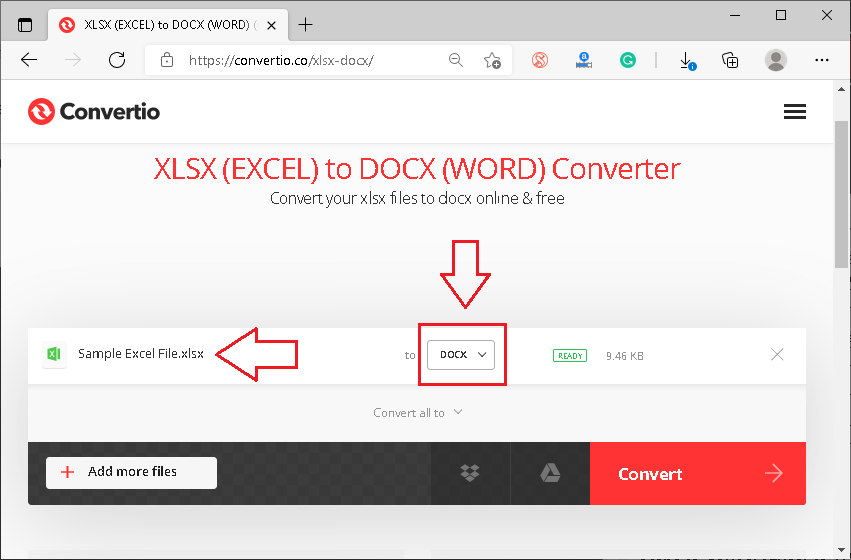 XLSX (EXCEL) to DOCX (WORD) (
https://convertio.co/xlsx-docx/
Convertio
XLSX (EXCEL) to DOCX (WORD) Converter
Convert your xlsx files to docx online & free
Sample Excel File.xlsx to DOCX READY 9.46 KB
Convert all to
Add more files Convert